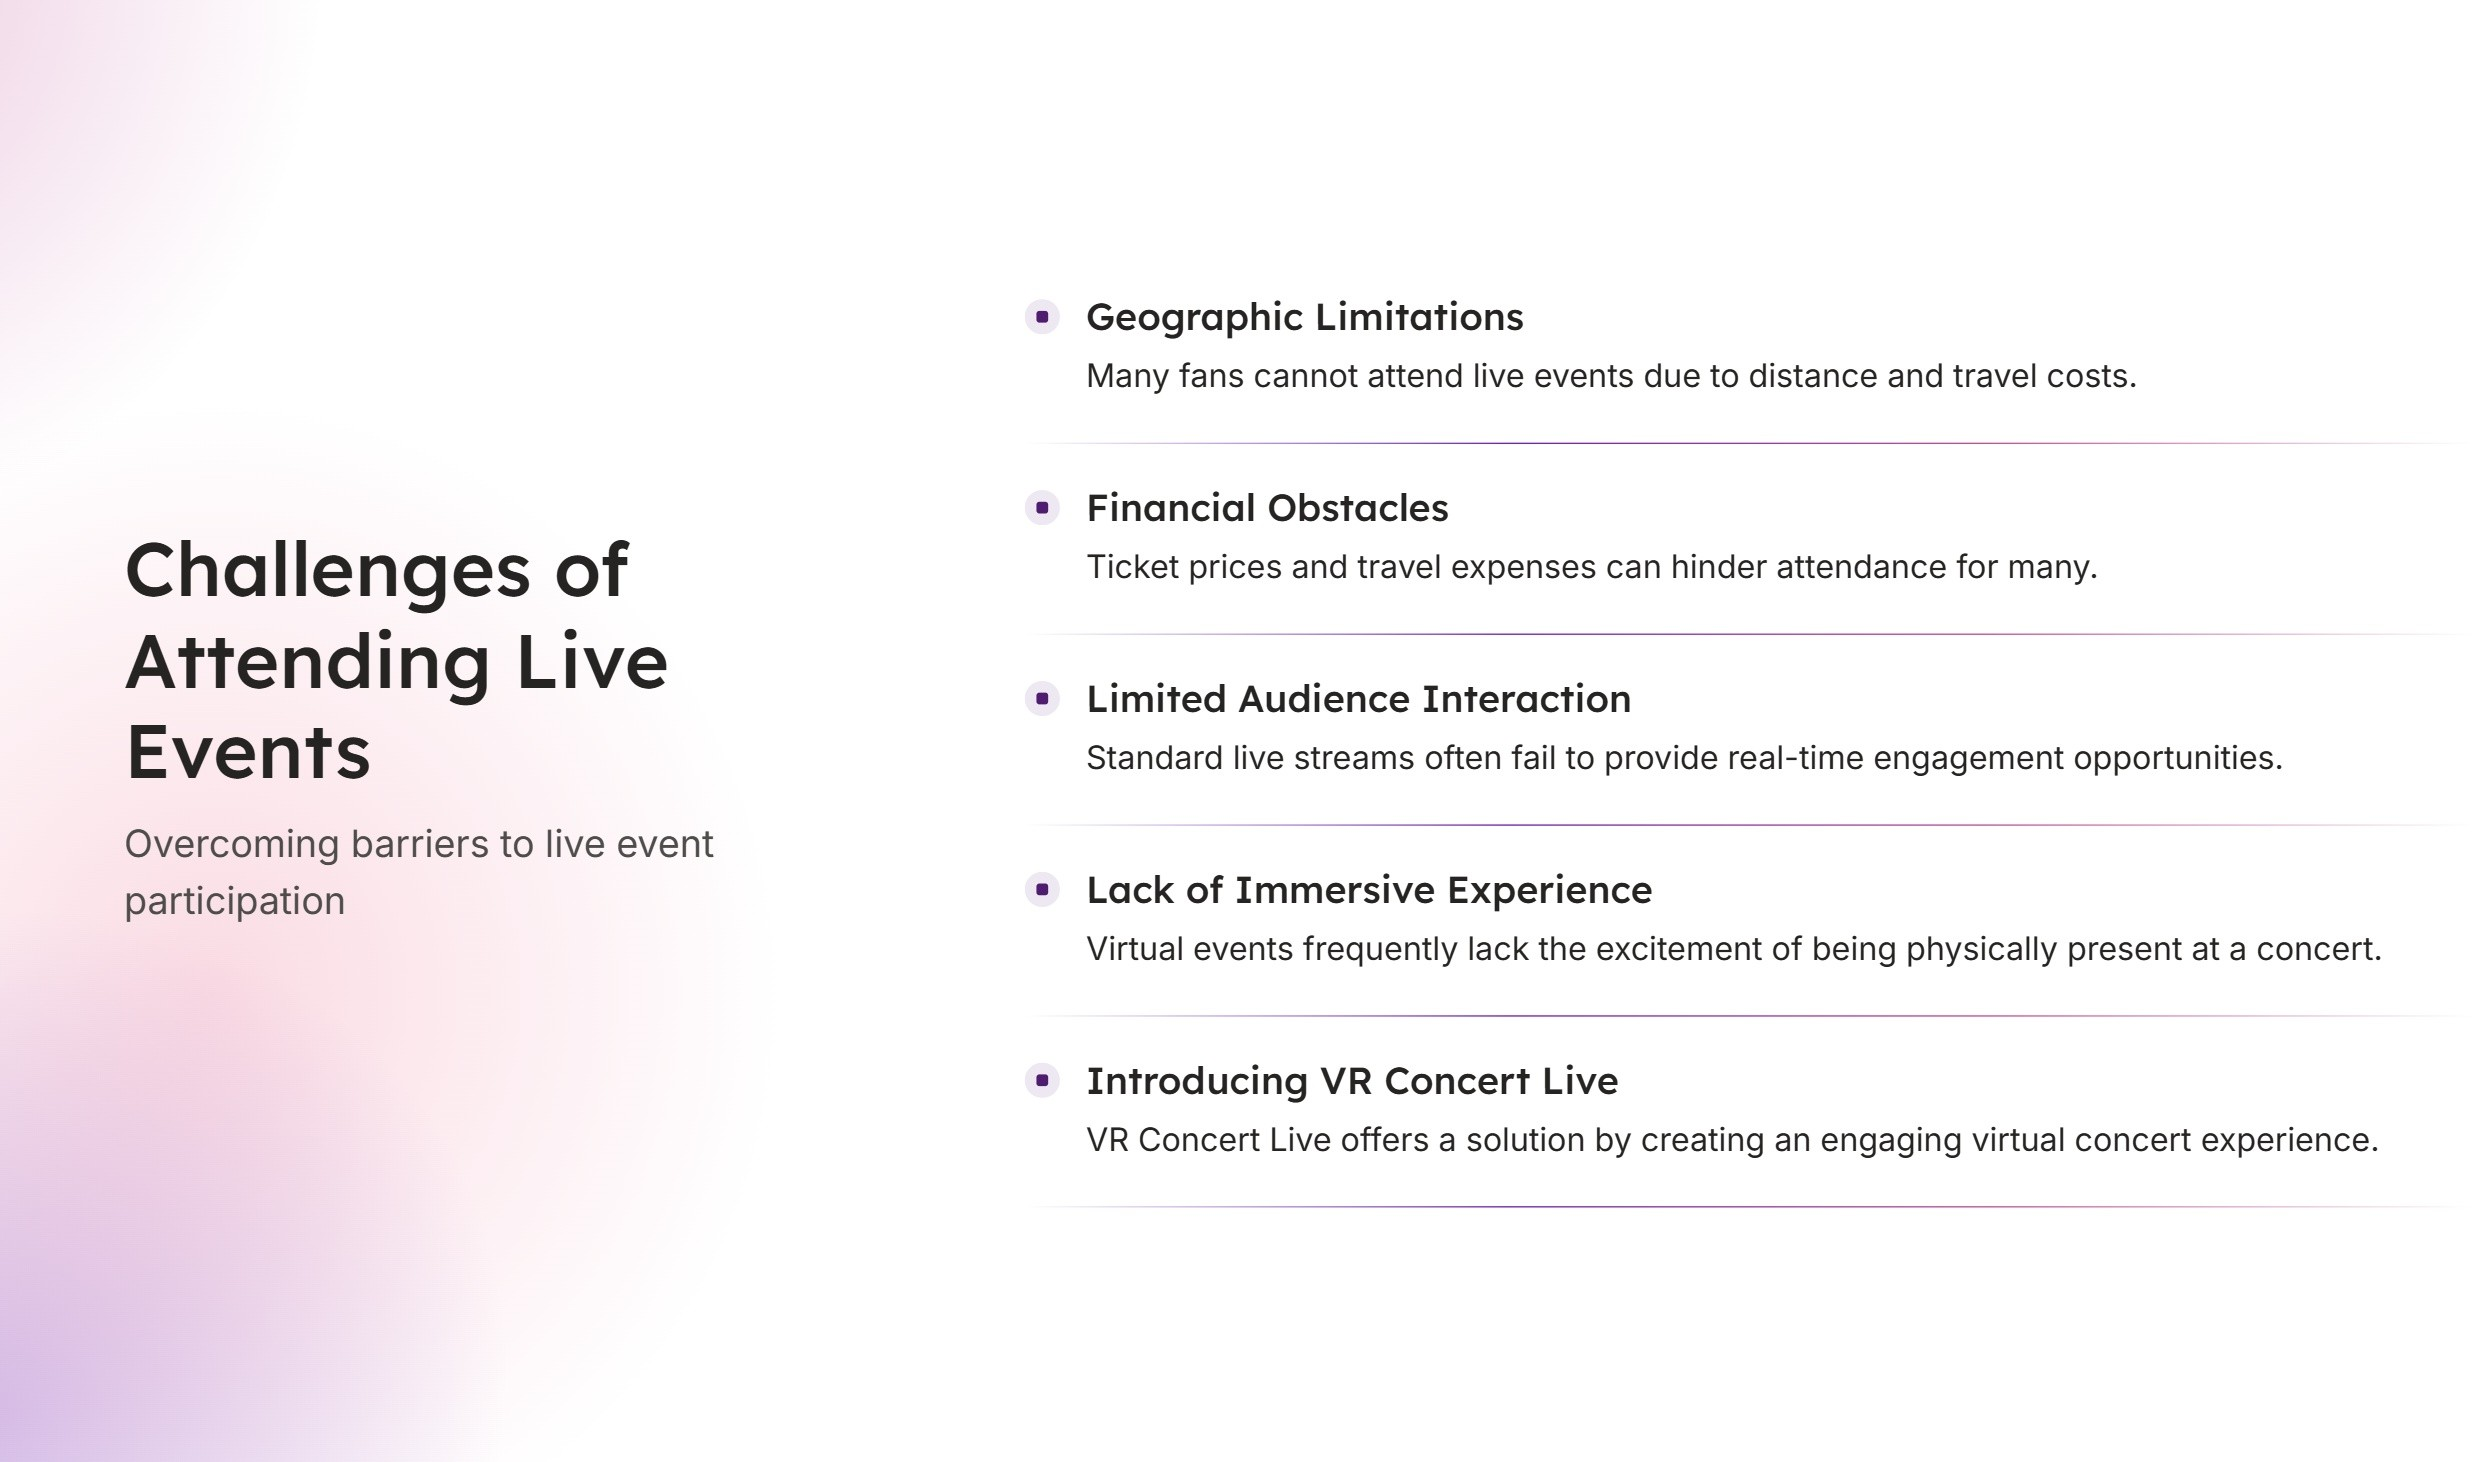 Challenges of
Attending Live
Events
Overcoming barriers to live event
participation
Geographic Limitations
Many fans cannot attend live events due to distance and travel costs.
Financial Obstacles
Ticket prices and travel expenses can hinder attendance for many.
Limited Audience Interaction
Standard live streams often fail to provide real-time engagement opportunities.
Lack of Immersive Experience
Virtual events frequently lack the excitement of being physically present at a concert.
Introducing VR Concert Live
VR Concert Live offers a solution by creating an engaging virtual concert experience.